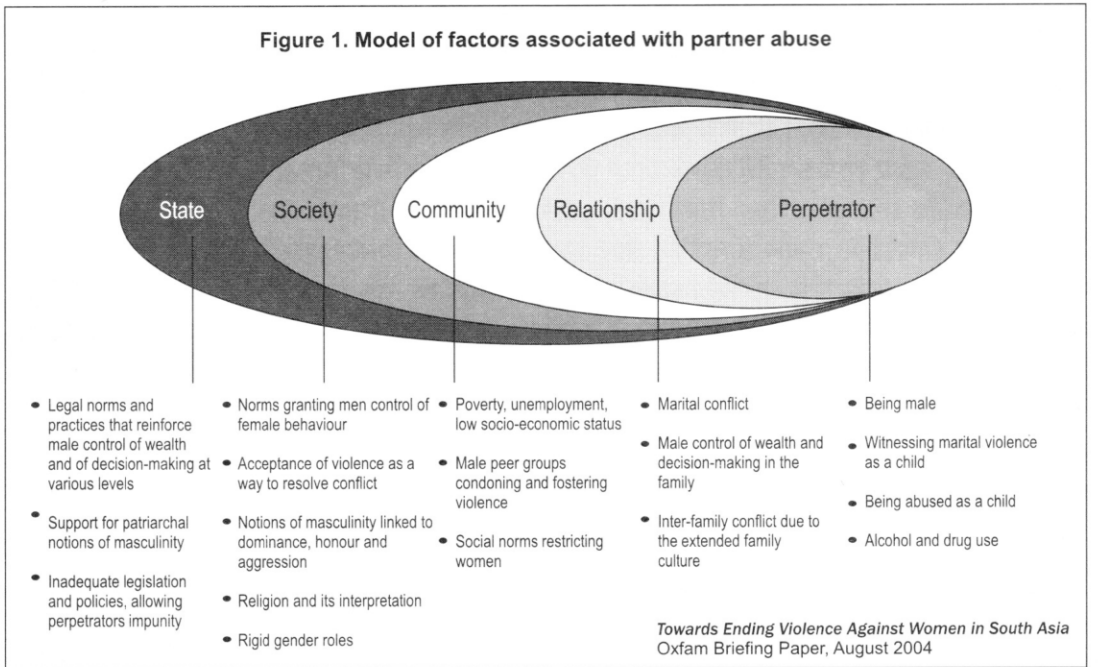 Figure 1. Model of factors associated with partner abuse
State
Society
Community
Relationship
Perpetrator
• Legal norms and
practices that reinforce
male control of wealth
and of decision-making at
various levels
• Support for patriarchal
notions of masculinity
• Inadequate legislation
and policies, allowing
perpetrators impunity
• Norms granting men control of
female behaviour
• Acceptance of violence as a
way to resolve conflict
• Notions of masculinity linked to
dominance, honour and
aggression
• Religion and its interpretation
• Rigid gender roles
• Poverty, unemployment,
low socio-economic status
• Male peer groups
condoning and fostering
violence
• Social norms restricting
women
• Marital conflict
• Male control of wealth and
decision-making in the
family
• Inter-family conflict due to
the extended family
culture
• Being male
• Witnessing marital violence
as a child
• Being abused as a child
• Alcohol and drug use
Towards Ending Violence Against Women in South Asia
Oxfam Briefing Paper, August 2004